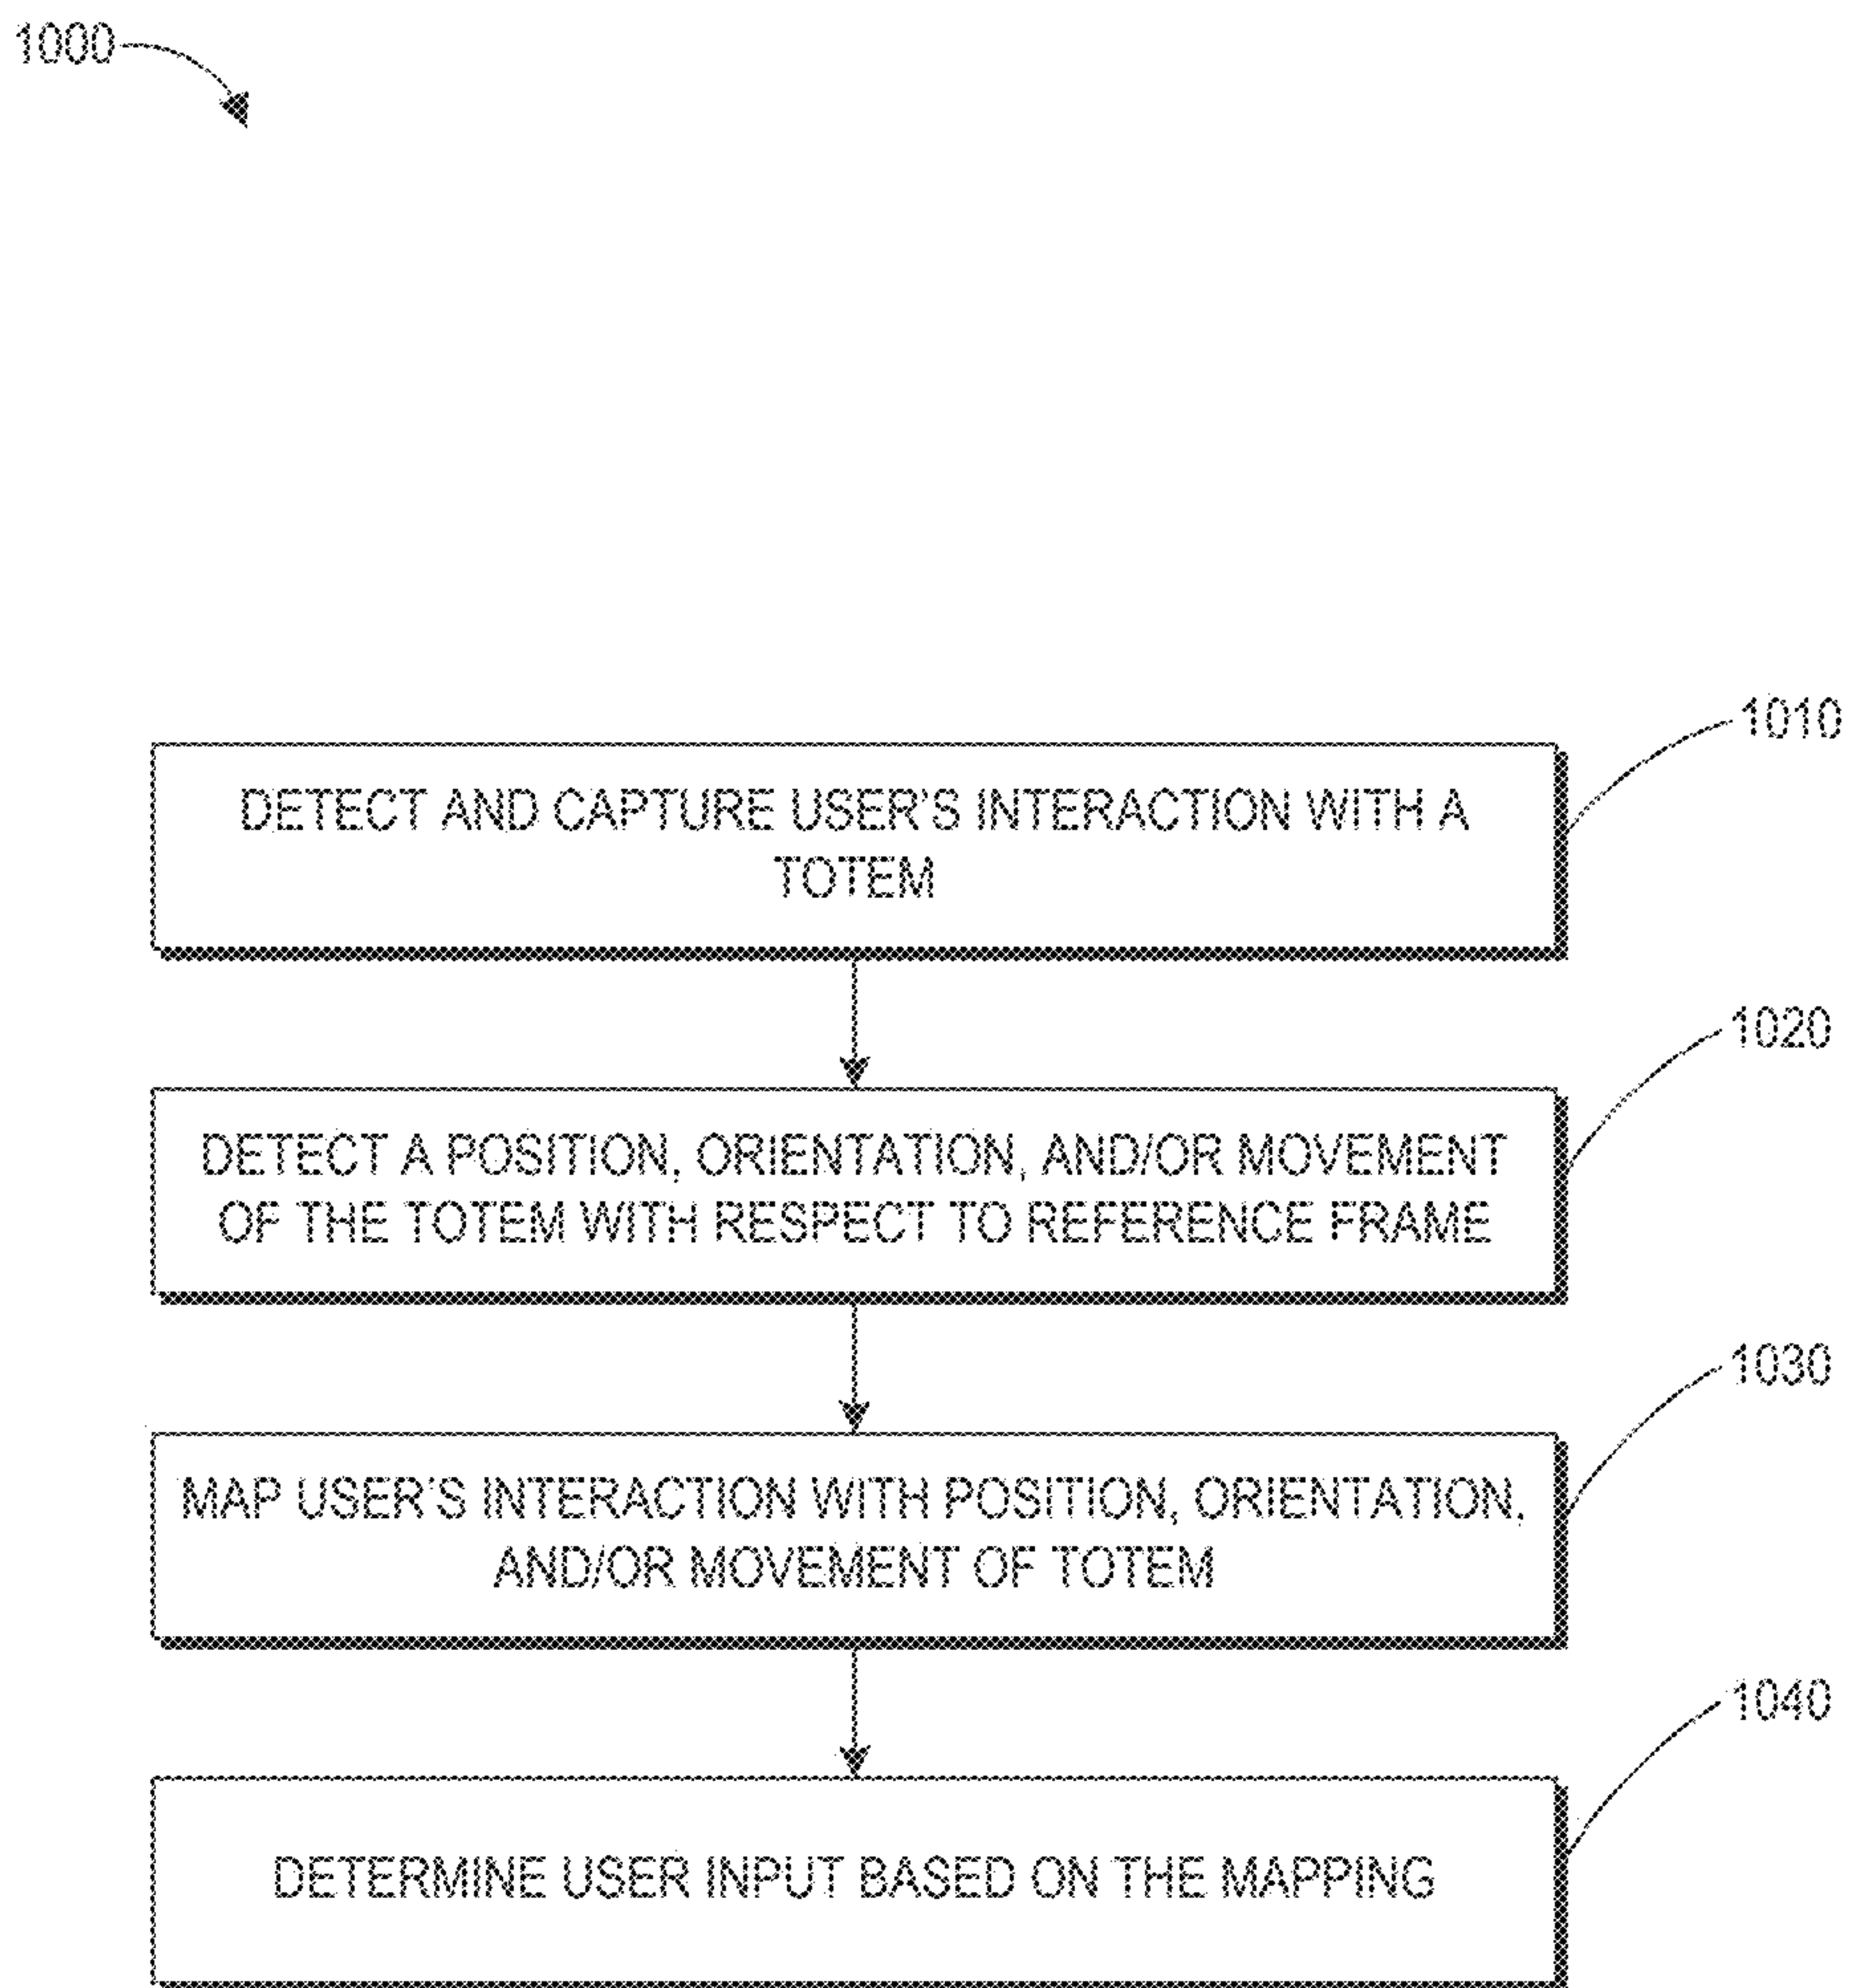 1000
1010
DETECT AND CAPTURE USER'S INTERACTION WITH A
TOTEM
1020
DETECT A POSITION, ORIENTATION, AND/OR MOVEMENT
OF THE TOTEM WITH RESPECT TO REFERENCE FRAME
1030
MAP USER'S INTERACTION WITH POSITION, ORIENTATION,
AND/OR MOVEMENT OF TOTEM
1040
DETERMINE USER INPUT BASED ON THE MAPPING